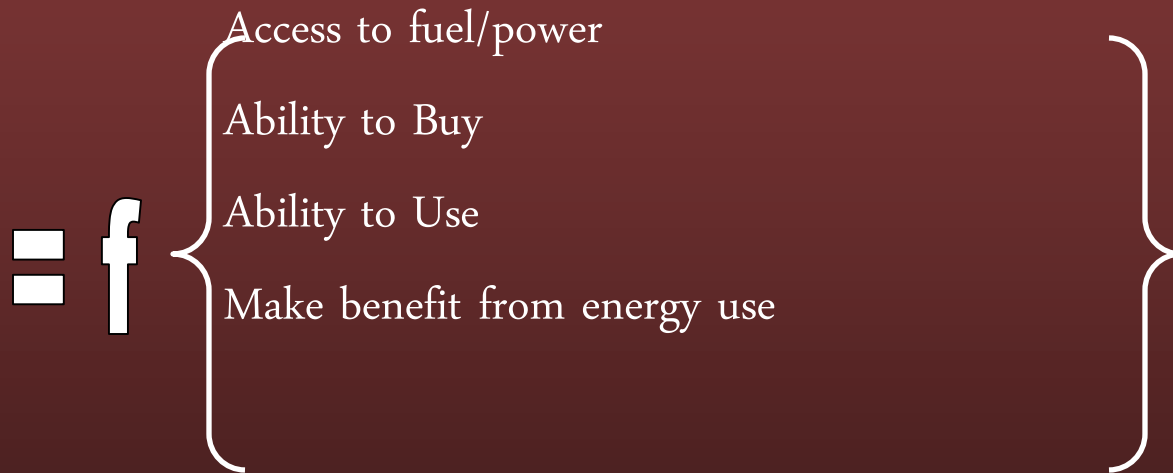 Access to fuel/power
Ability to Buy
Ability to Use
= f
Make benefit from energy use